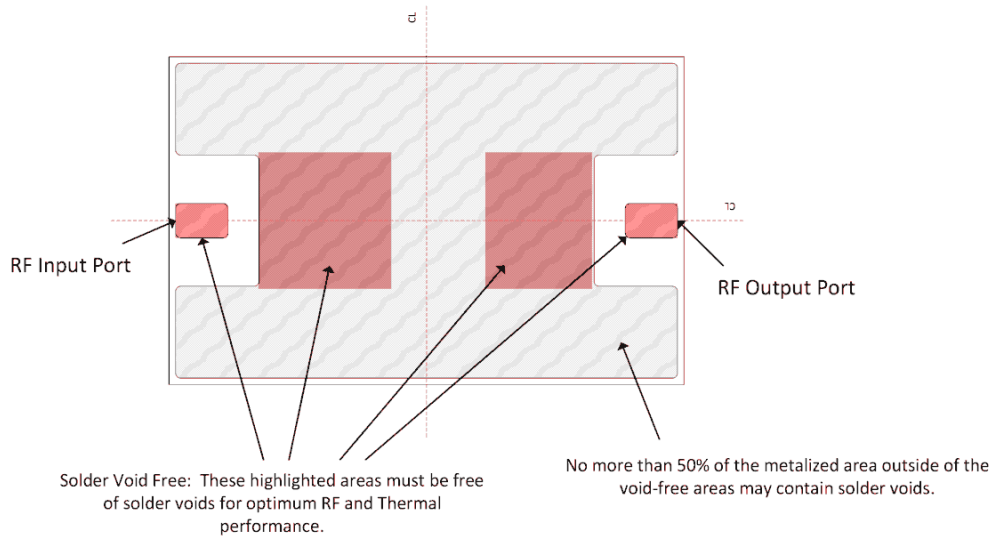 CL
CL
RF Input Port
RF Output Port
Solder Void Free: These highlighted areas must be free
of solder voids for optimum RF and Thermal
performance.
No more than 50% of the metalized area outside of the
void-free areas may contain solder voids.